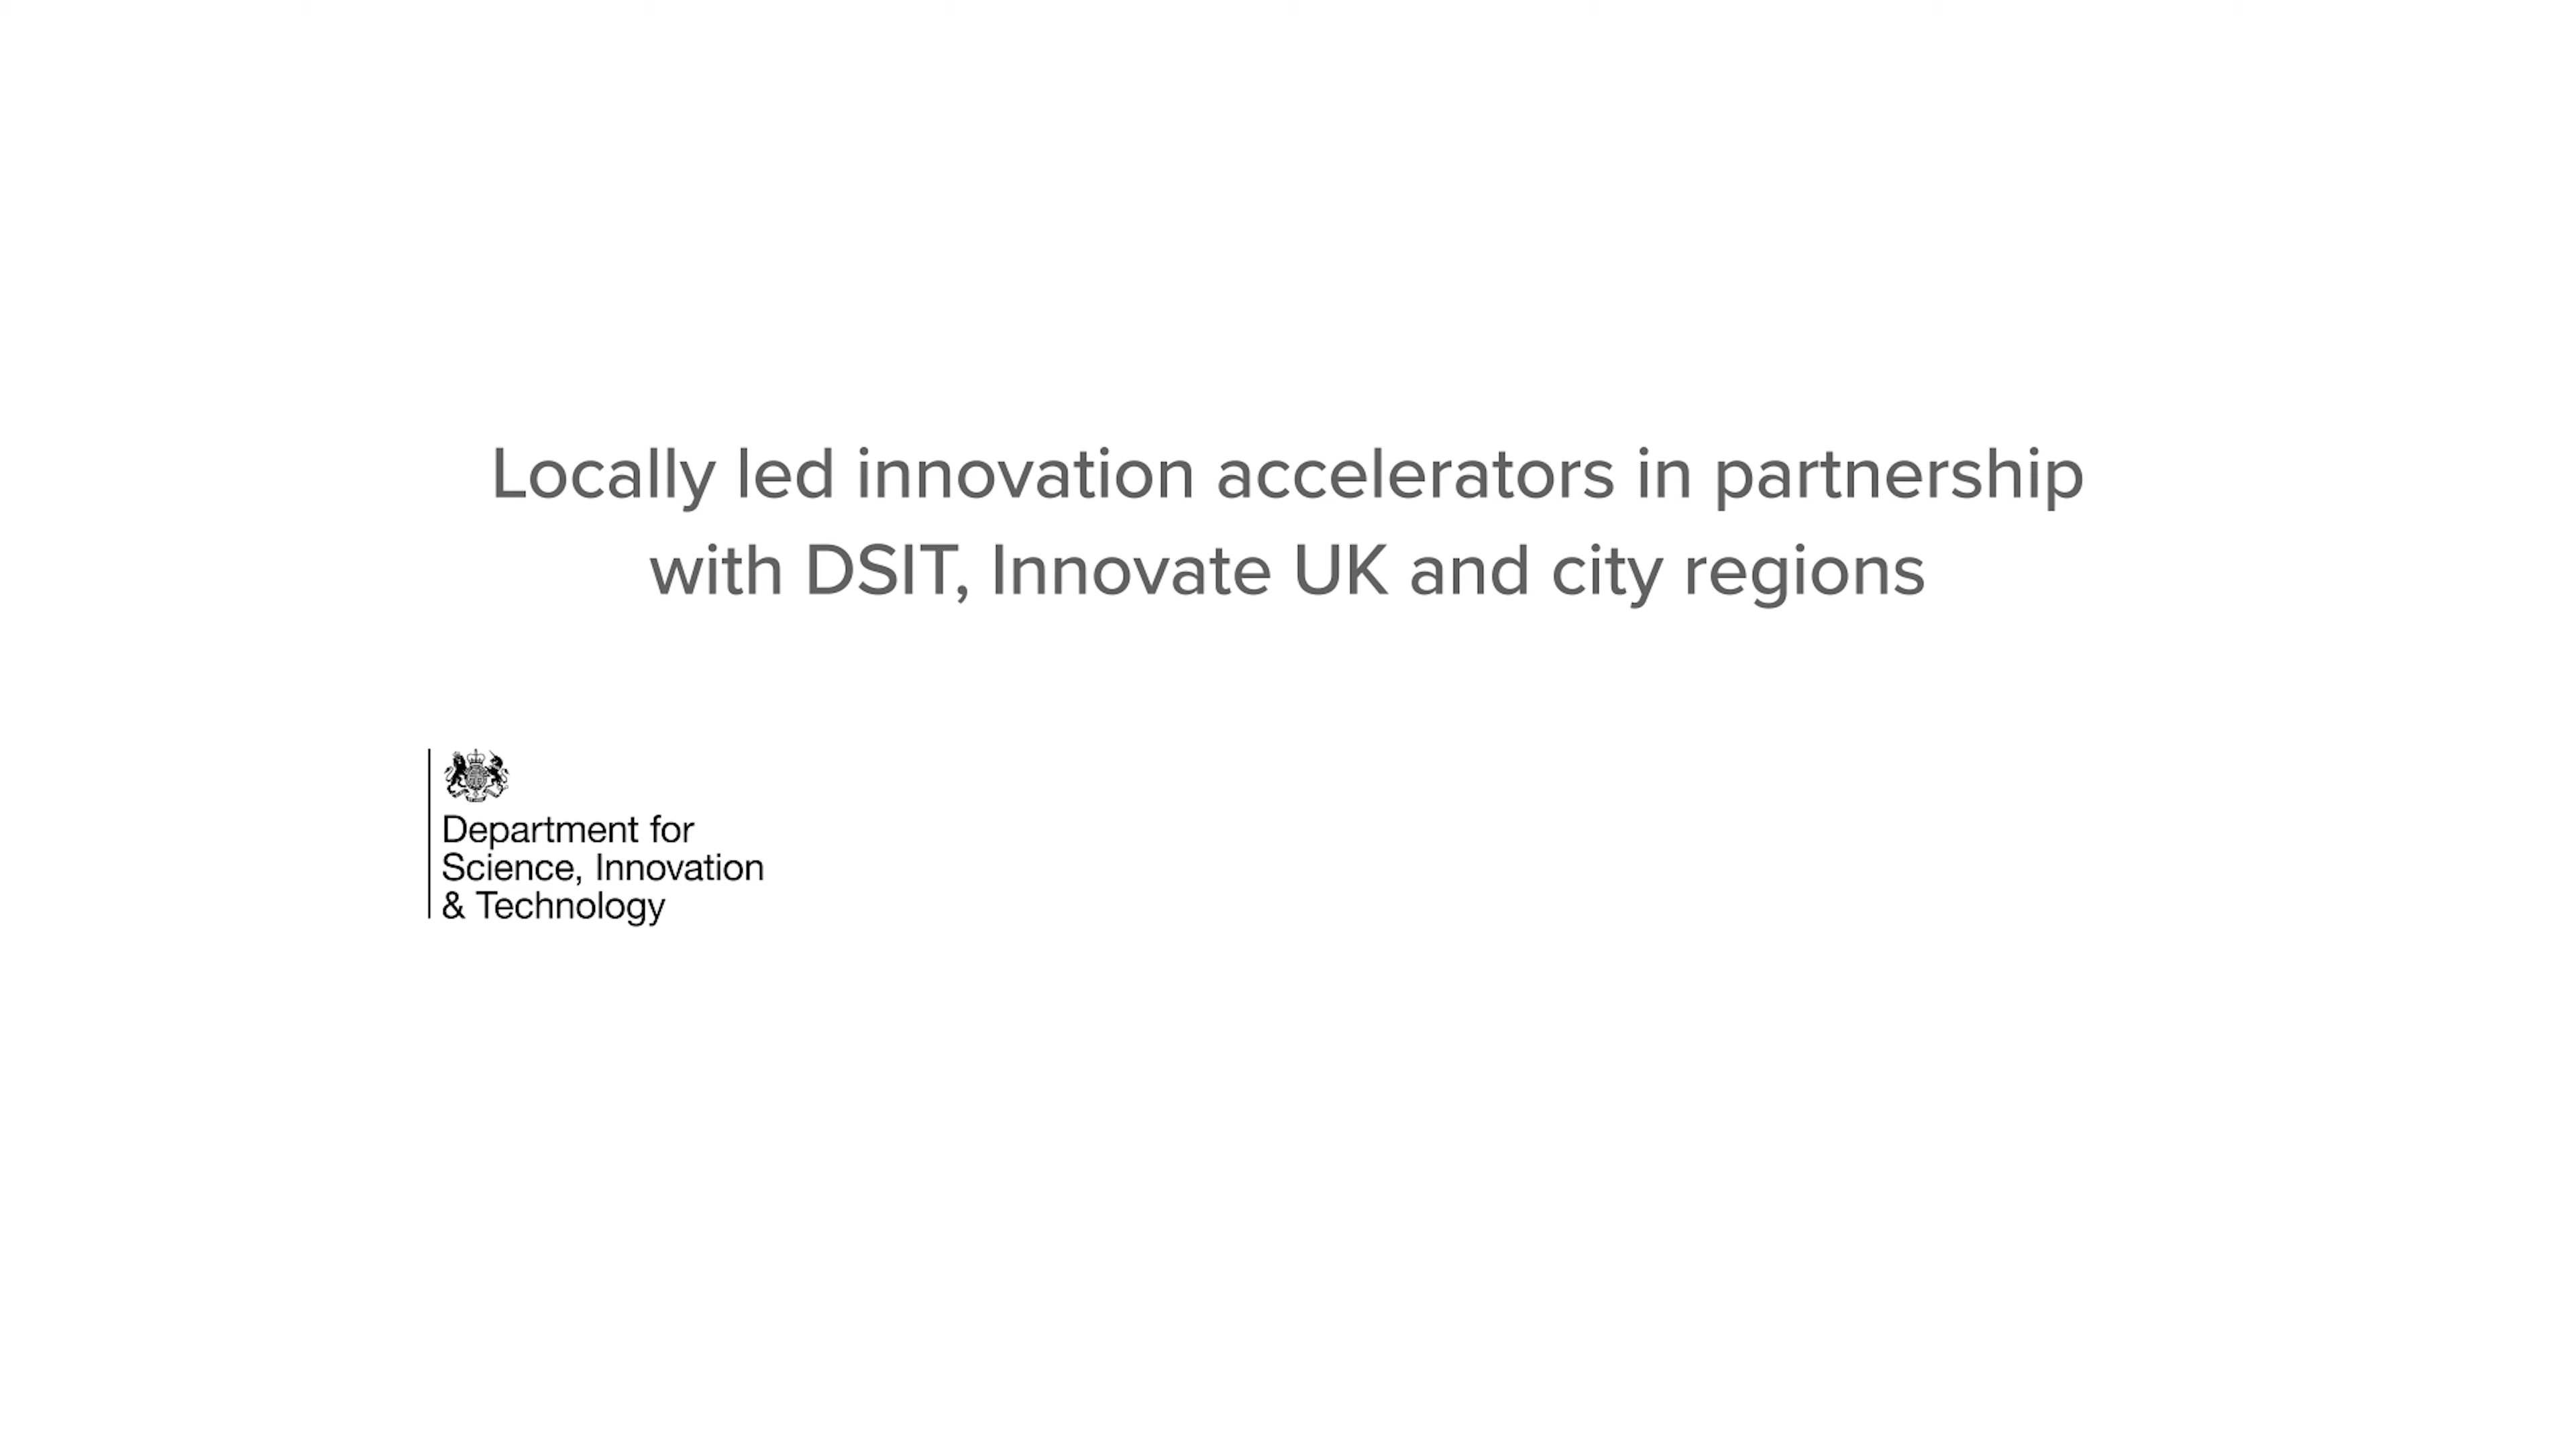 Locally led innovation accelerators in partnership
with DSIT, Innovate UK and city regions
Department for
Science, Innovation
& Technology